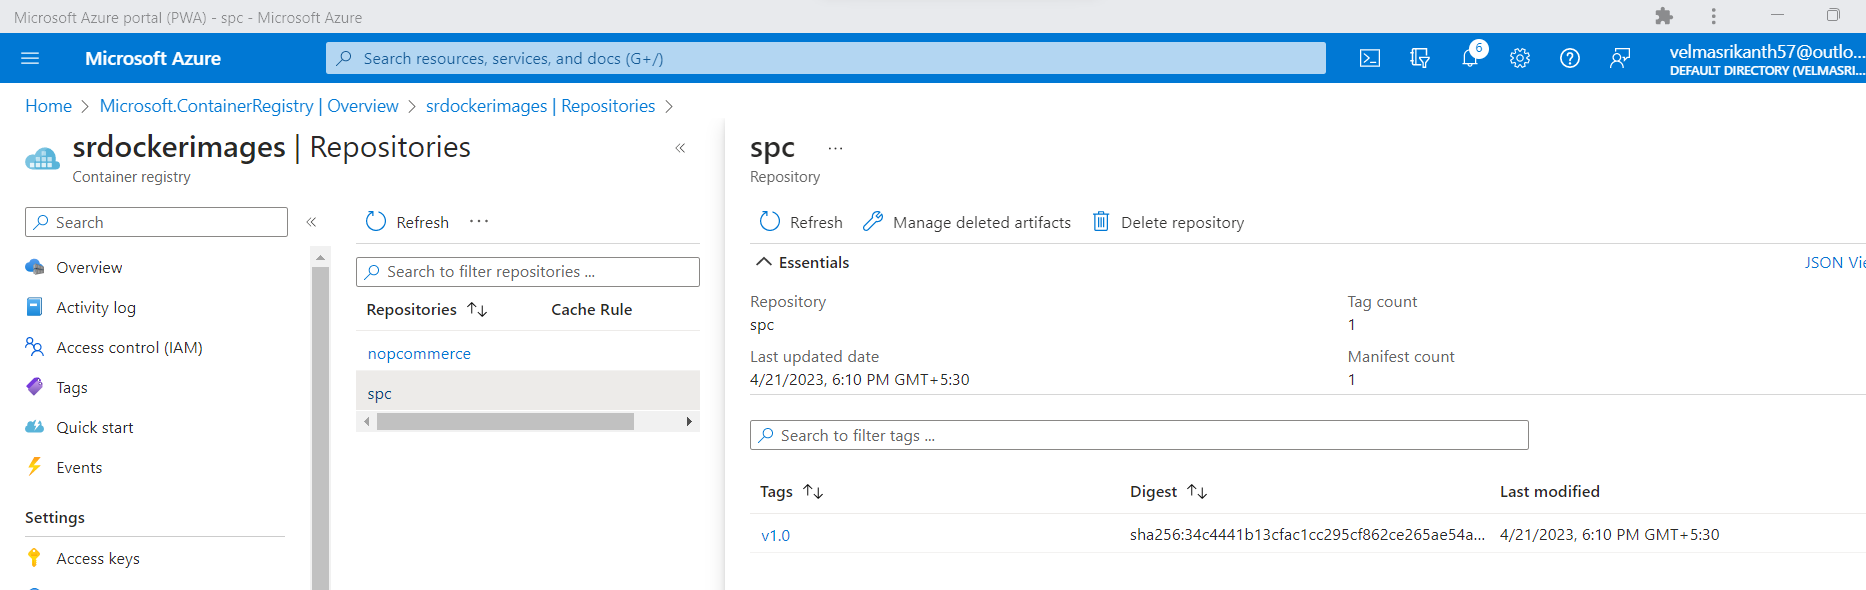 Microsoft Azure portal (PWA) - spc - Microsoft Azure
Microsoft Azure
Search resources, services, and docs (G+/)
6
velmasrikanth57@outlo...
DEFAULT DIRECTORY (VELMASRI...
Home > Microsoft.ContainerRegistry | Overview > srdockerimages | Repositories >
srdockerimages | Repositories
Container registry
Search
Overview
Activity log
Access control (IAM)
Tags
Quick start
Events
Settings
Access keys
Refresh
Search to filter repositories ...
Repositories Cache Rule
nopcommerce
spc
spc
Repository
Refresh Manage deleted artifacts Delete repository
Essentials
JSON Vie
Repository
spc
Tag count
1
Last updated date
4/21/2023, 6:10 PM GMT+5:30
Manifest count
1
Search to filter tags ...
Tags Digest Last modified
v1.0 sha256:34c4441b13cfac1cc295cf862ce265ae54a... 4/21/2023, 6:10 PM GMT+5:30